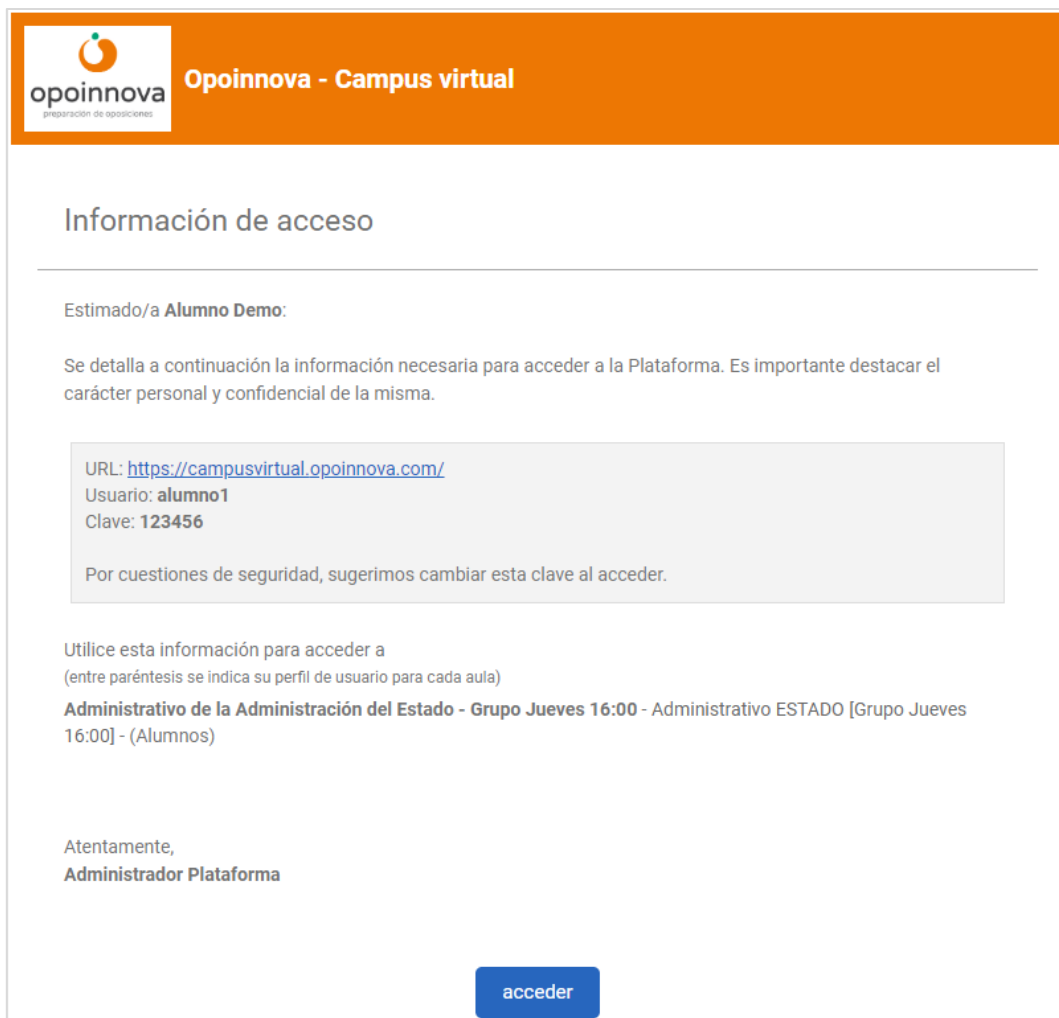 opoinnova
preparación de oposiciones
Opoinnova - Campus virtual
Información de acceso
Estimado/a Alumno Demo:
Se detalla a continuación la información necesaria para acceder a la Plataforma. Es importante destacar el
carácter personal y confidencial de la misma.
URL: https://campusvirtual.opoinnova.com/
Usuario: alumno1
Clave: 123456
Por cuestiones de seguridad, sugerimos cambiar esta clave al acceder.
Utilice esta información para acceder a
(entre paréntesis se indica su perfil de usuario para cada aula)
Administrativo de la Administración del Estado - Grupo Jueves 16:00 - Administrativo ESTADO [Grupo Jueves
16:00] - (Alumnos)
Atentamente,
Administrador Plataforma
acceder